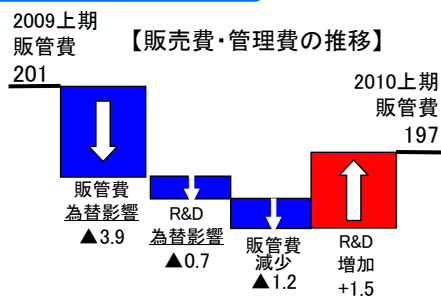 2009上期
販管費
201
【販売費・管理費の推移】
2010上期
販管費
197
販管費
為替影響
▲3.9
R&D
為替影響
▲0.7
販管費
減少
▲1.2
R&D
増加
+1.5